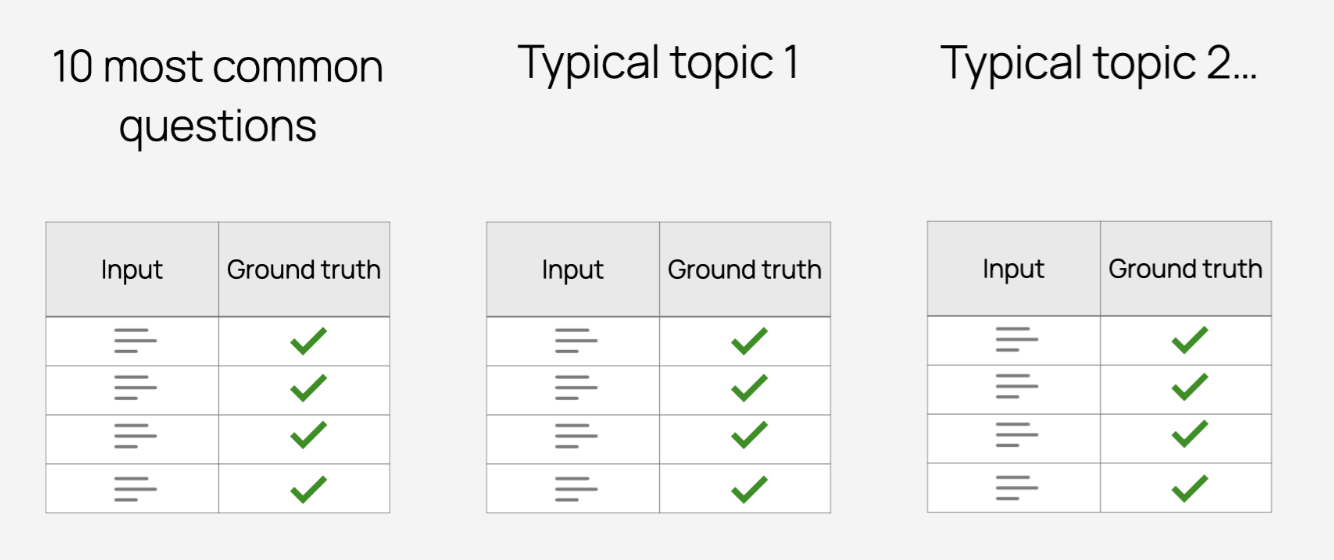 10 most common
questions
Typical topic 1
Typical topic 2...
Input
Ground truth
Input
Ground truth
Input
Ground truth